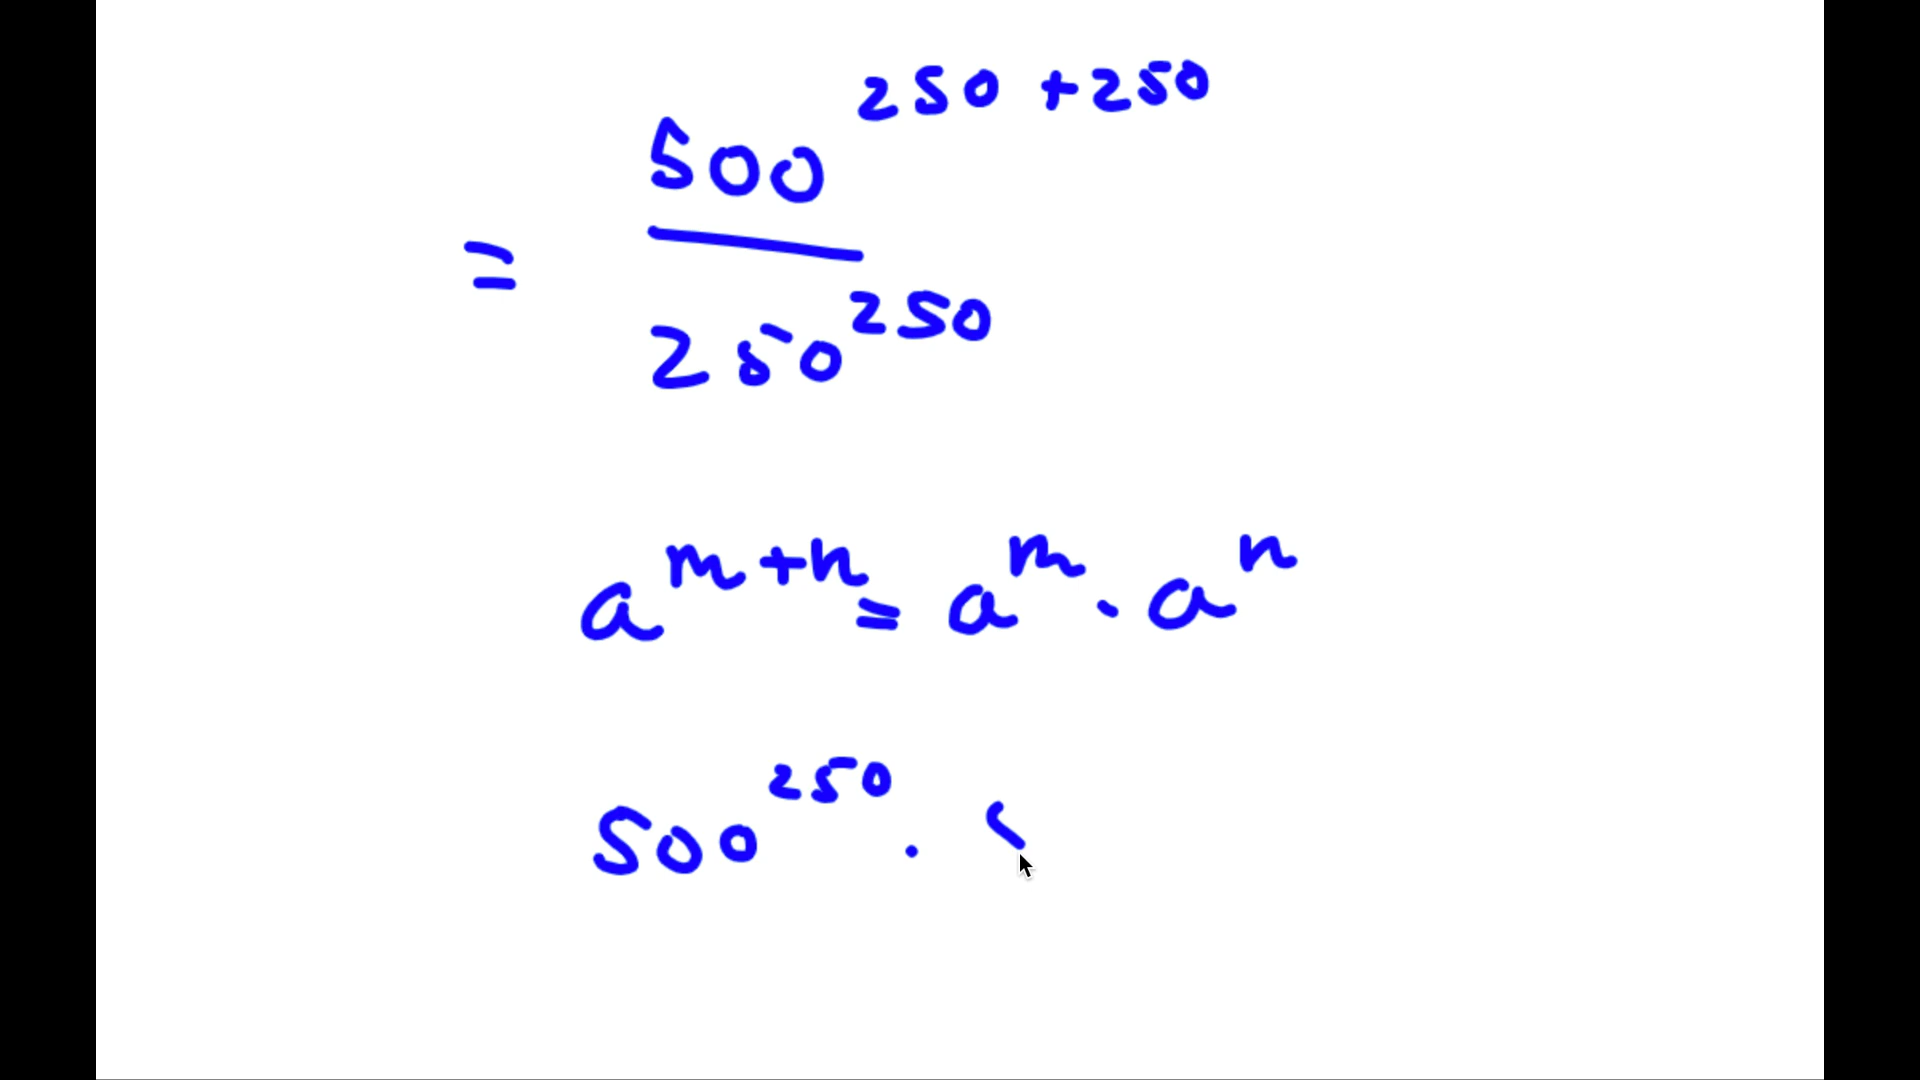 = 500^{250+250} / 250^{250}
a^{m+n} = a^m · a^n
500^{250} ·